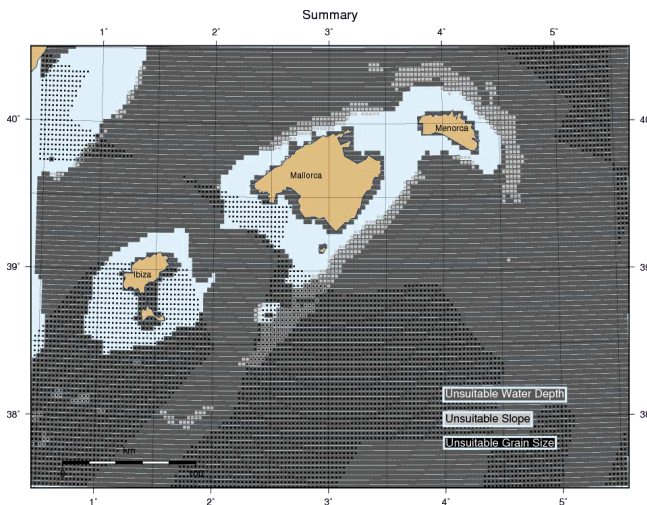 Summary
1° 2° 3° 4° 5°
40° 40
Menorca
Mallorca
39° 39
Ibiza
Unsuitable Water Depth
38° Unsuitable Slope 38
Unsuitable Grain Size
km
0 100
1° 2° 3° 4° 5°